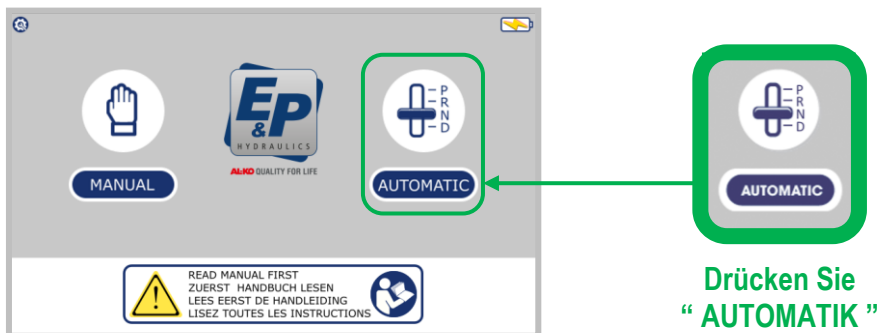 MANUAL
E&P
HYDRAULICS
AL-KO QUALITY FOR LIFE
P
R
N
D
AUTOMATIC
READ MANUAL FIRST
ZUERST HANDBUCH LESEN
LEES EERST DE HANDLEIDING
LISEZ TOUTES LES INSTRUCTIONS
P
R
N
D
AUTOMATIC
Drücken Sie
“ AUTOMATIK ”